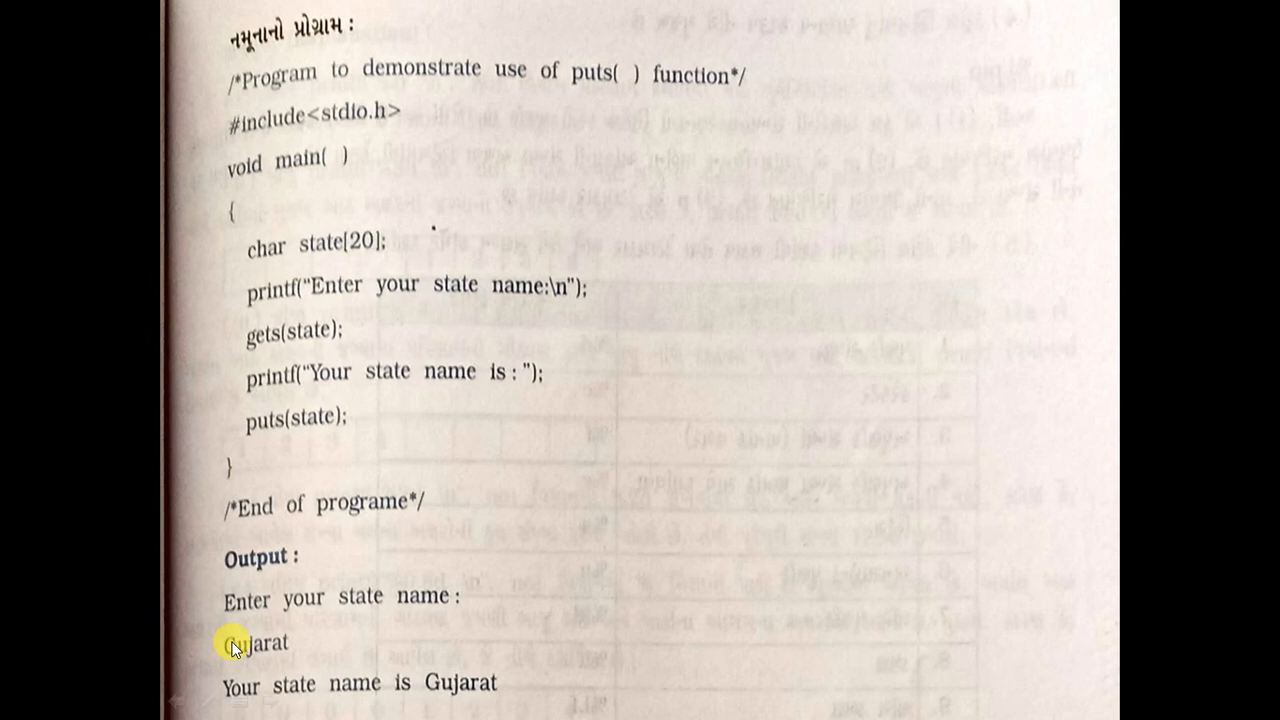 નમૂનાનો પ્રોગ્રામ :
/*Program to demonstrate use of puts( ) function*/
#include<stdio.h>
void main( )
{
char state[20];
printf("Enter your state name:\n");
gets(state);
printf("Your state name is : ");
puts(state);
}
/*End of programe*/
Output :
Enter your state name :
Gujarat
Your state name is Gujarat